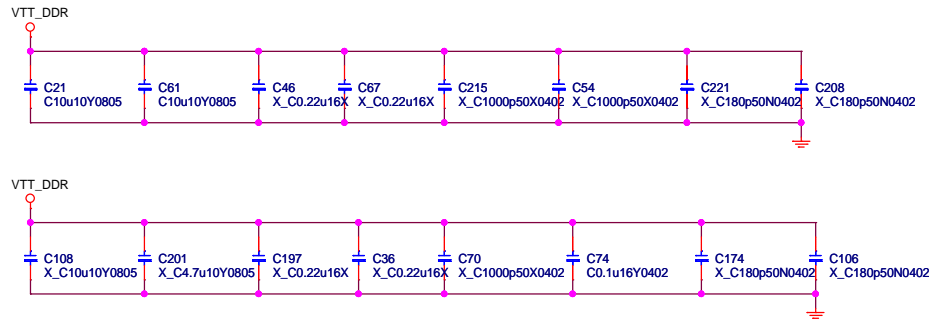 VTT_DDR
C21
C10u10Y0805
C61
C10u10Y0805
C46
X_C0.22u16X
C67
X_C0.22u16X
C215
X_C1000p50X0402
C54
X_C1000p50X0402
C221
X_C180p50N0402
C208
X_C180p50N0402
VTT_DDR
C108
X_C10u10Y0805
C201
X_C4.7u10Y0805
C197
X_C0.22u16X
C36
X_C0.22u16X
C70
X_C1000p50X0402
C74
C0.1u16Y0402
C174
X_C180p50N0402
C106
X_C180p50N0402